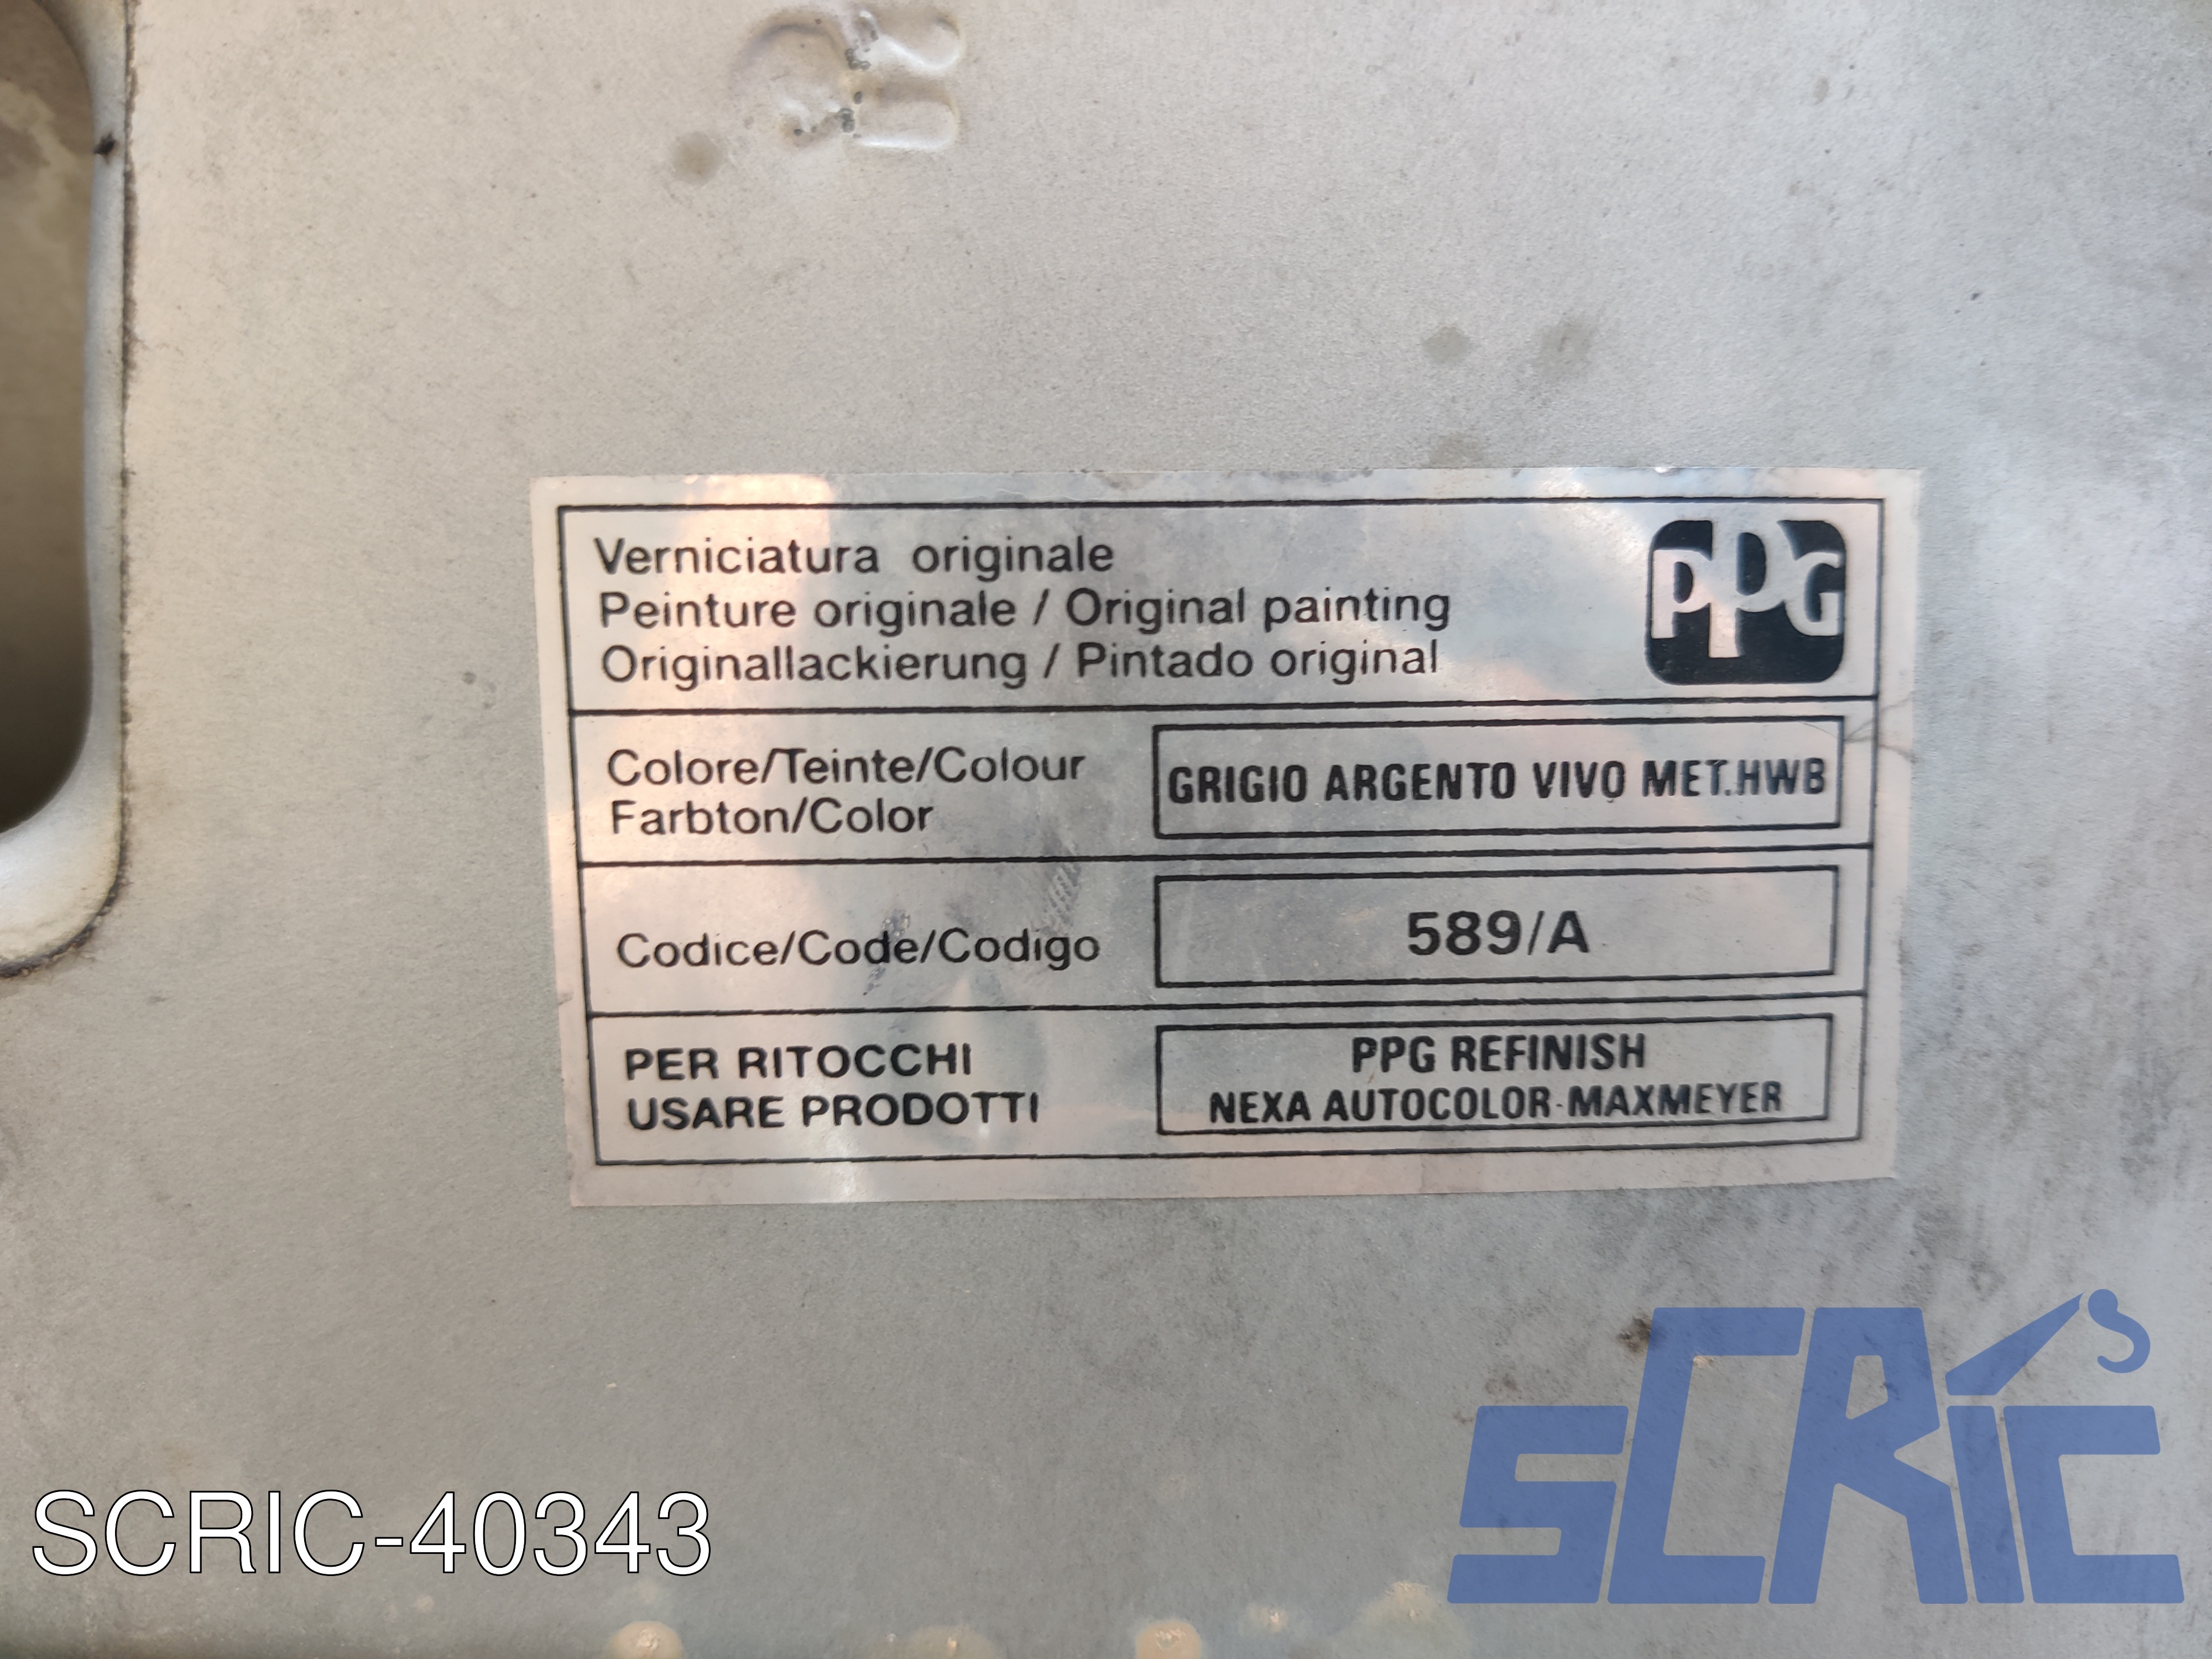 Verniciatura originale
Peinture originale / Original painting
Originallackierung / Pintado original
PPG
Colore/Teinte/Colour
Farbton/Color
GRIGIO ARGENTO VIVO MET.HWB
Codice/Code/Codigo
589/A
PER RITOCCHI
USARE PRODOTTI
PPG REFINISH
NEXA AUTOCOLOR-MAXMEYER
SCRIC-40343
SCRIC